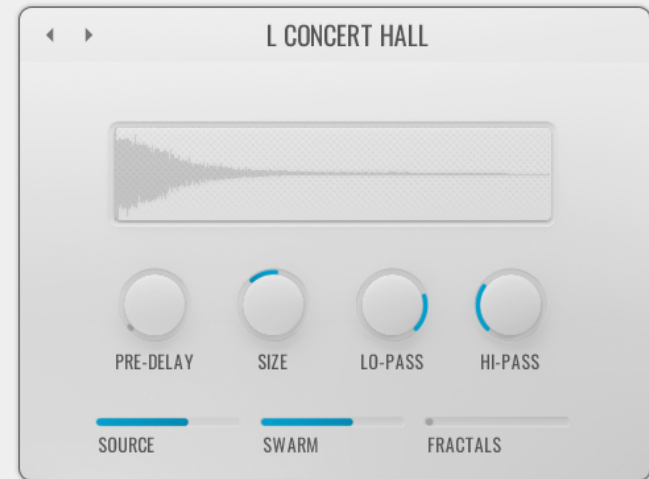 L CONCERT HALL
PRE-DELAY SIZE LO-PASS HI-PASS
SOURCE SWARM FRACTALS